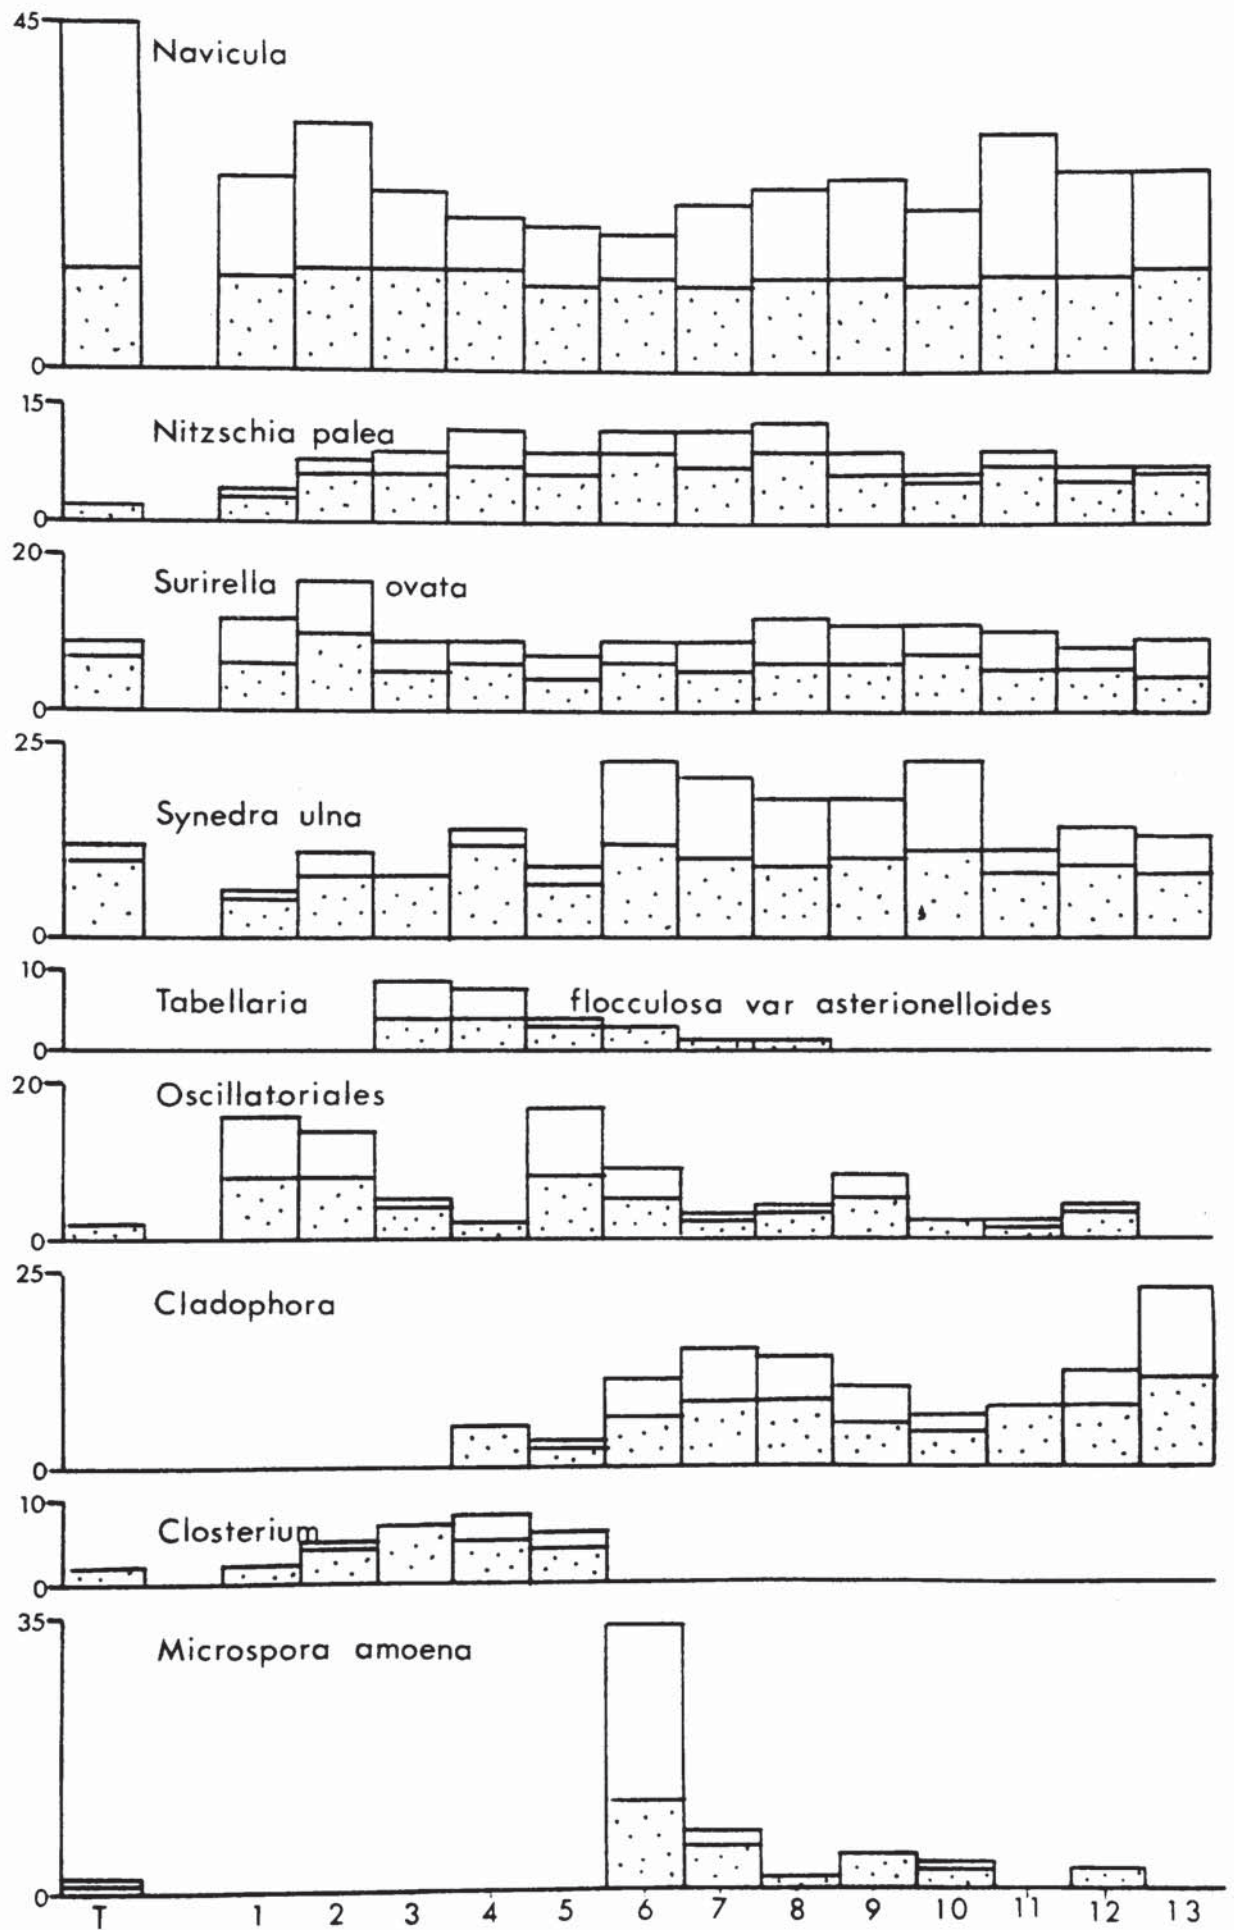 45
Navicula
0
15
Nitzschia palea
0
20
Surirella ovata
0
25
Synedra ulna
0
10
Tabellaria flocculosa var asterionelloides
0
20
Oscillatoriales
0
25
Cladophora
0
10
Closterium
0
35
Microspora amoena
0
T 1 2 3 4 5 6 7 8 9 10 11 12 13